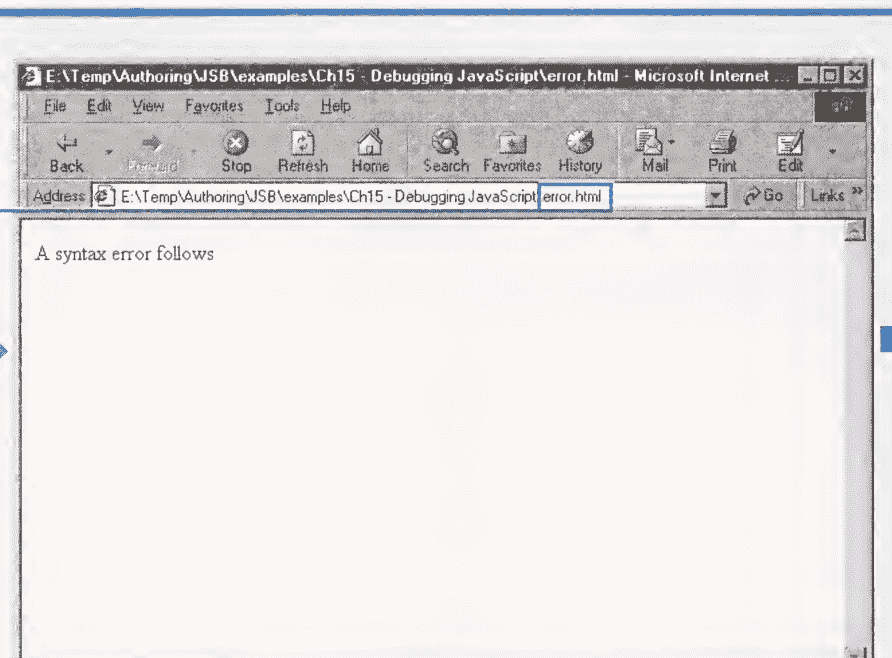 E:\Temp\Authoring\JSB\examples\Ch15 - Debugging JavaScript\error.html - Microsoft Internet ...
File Edit View Favorites Tools Help
Back Forward Stop Refresh Home Search Favorites History Mail Print Edit
Address E:\Temp\Authoring\JSB\examples\Ch15 - Debugging JavaScript\error.html Go Links »
A syntax error follows